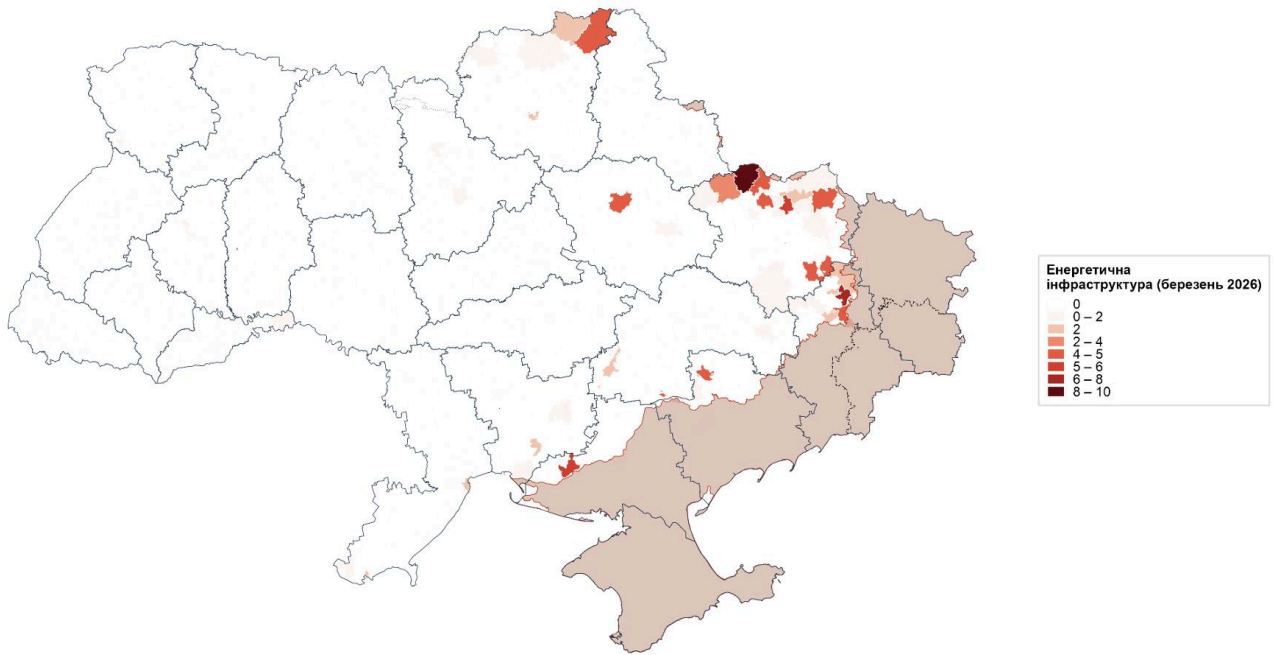 Енергетична
інфраструктура (березень 2026)
0
0 – 2
2
2 – 4
4 – 5
5 – 6
6 – 8
8 – 10